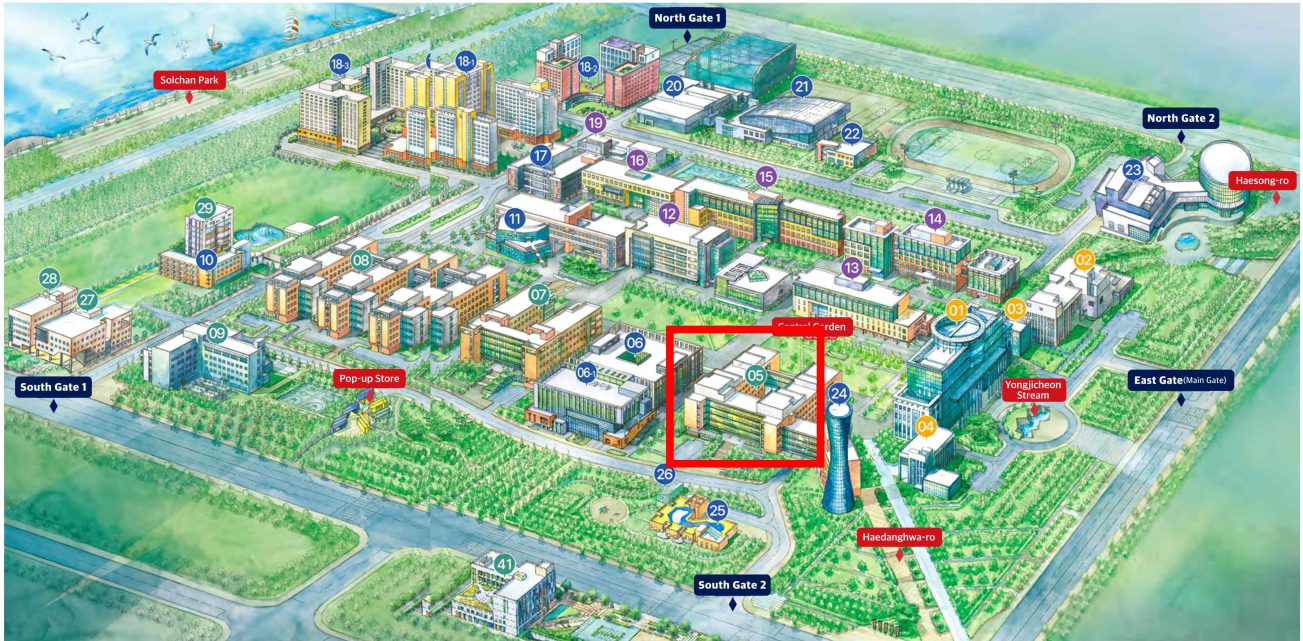 North Gate 1
18-3
18-1
18-2
Solchan Park
20
21
North Gate 2
19
22
17
16
15
23
Haesong-ro
29
11
12
14
10
08
13
02
28
27
07
01
03
09
06
Central Garden
06-1
05
South Gate 1
Pop-up Store
24
Yongjicheon
Stream
East Gate(Main Gate)
04
26
25
Haedanghwa-ro
41
South Gate 2